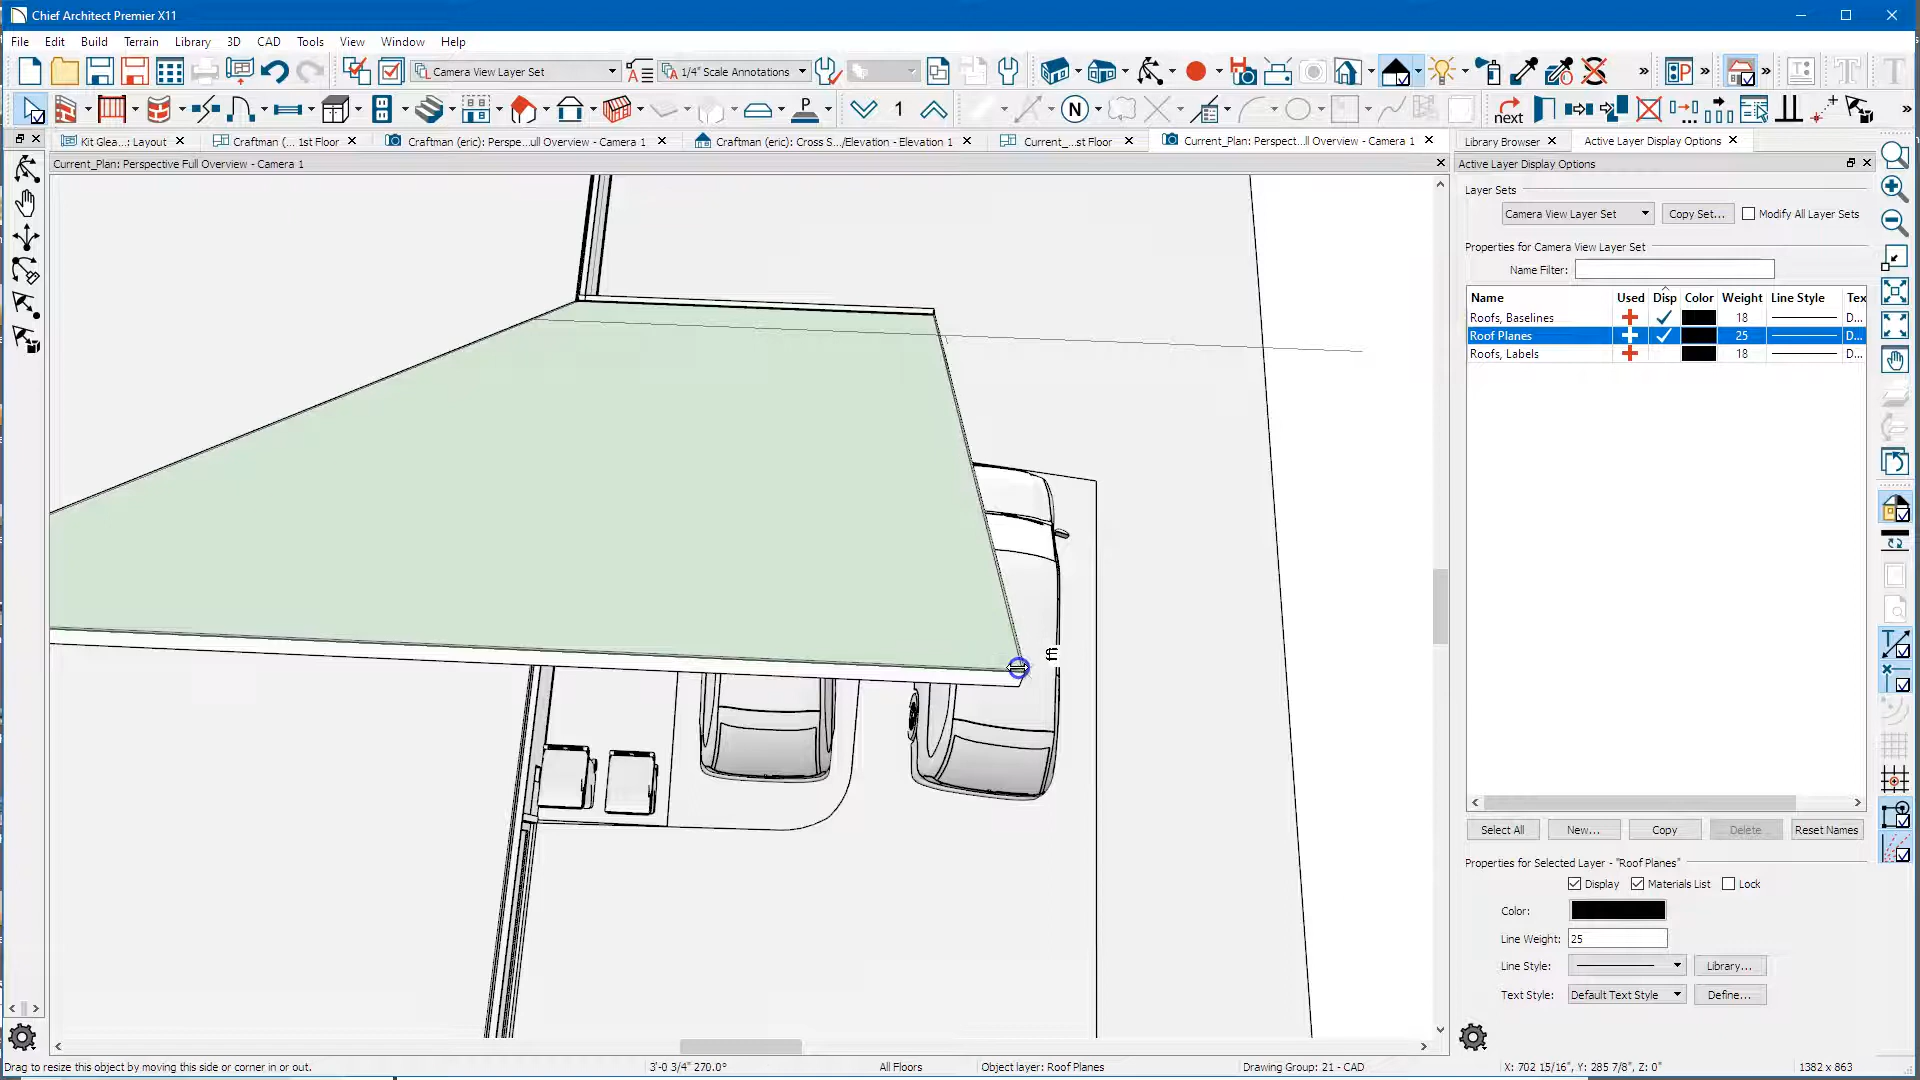 Chief Architect Premier X11
File Edit Build Terrain Library 3D CAD Tools View Window Help
Camera View Layer Set 1/4" Scale Annotations
1 N P next
Kit Glea...: Layout Craftman (... 1st Floor Craftman (eric): Perspe...ull Overview - Camera 1 Craftman (eric): Cross S.../Elevation - Elevation 1 Current_...st Floor Current_Plan: Perspect...l Overview - Camera 1 Library Browser Active Layer Display Options
Current_Plan: Perspective Full Overview - Camera 1 Active Layer Display Options
Layer Sets
Camera View Layer Set Copy Set... Modify All Layer Sets
Properties for Camera View Layer Set
Name Filter:
Name Used Disp Color Weight Line Style Tex
Roofs, Baselines 18 D...
Roof Planes 25 D...
Roofs, Labels 18 D...
Select All New... Copy Delete Reset Names
Properties for Selected Layer - "Roof Planes"
Display Materials List Lock
Color:
Line Weight: 25
Line Style: Library...
Text Style: Default Text Style Define...
Drag to resize this object by moving this side or corner in or out. 3'-0 3/4" 270.0° All Floors Object layer: Roof Planes Drawing Group: 21 - CAD X: 702 15/16", Y: 285 7/8", Z: 0" 1382 x 863